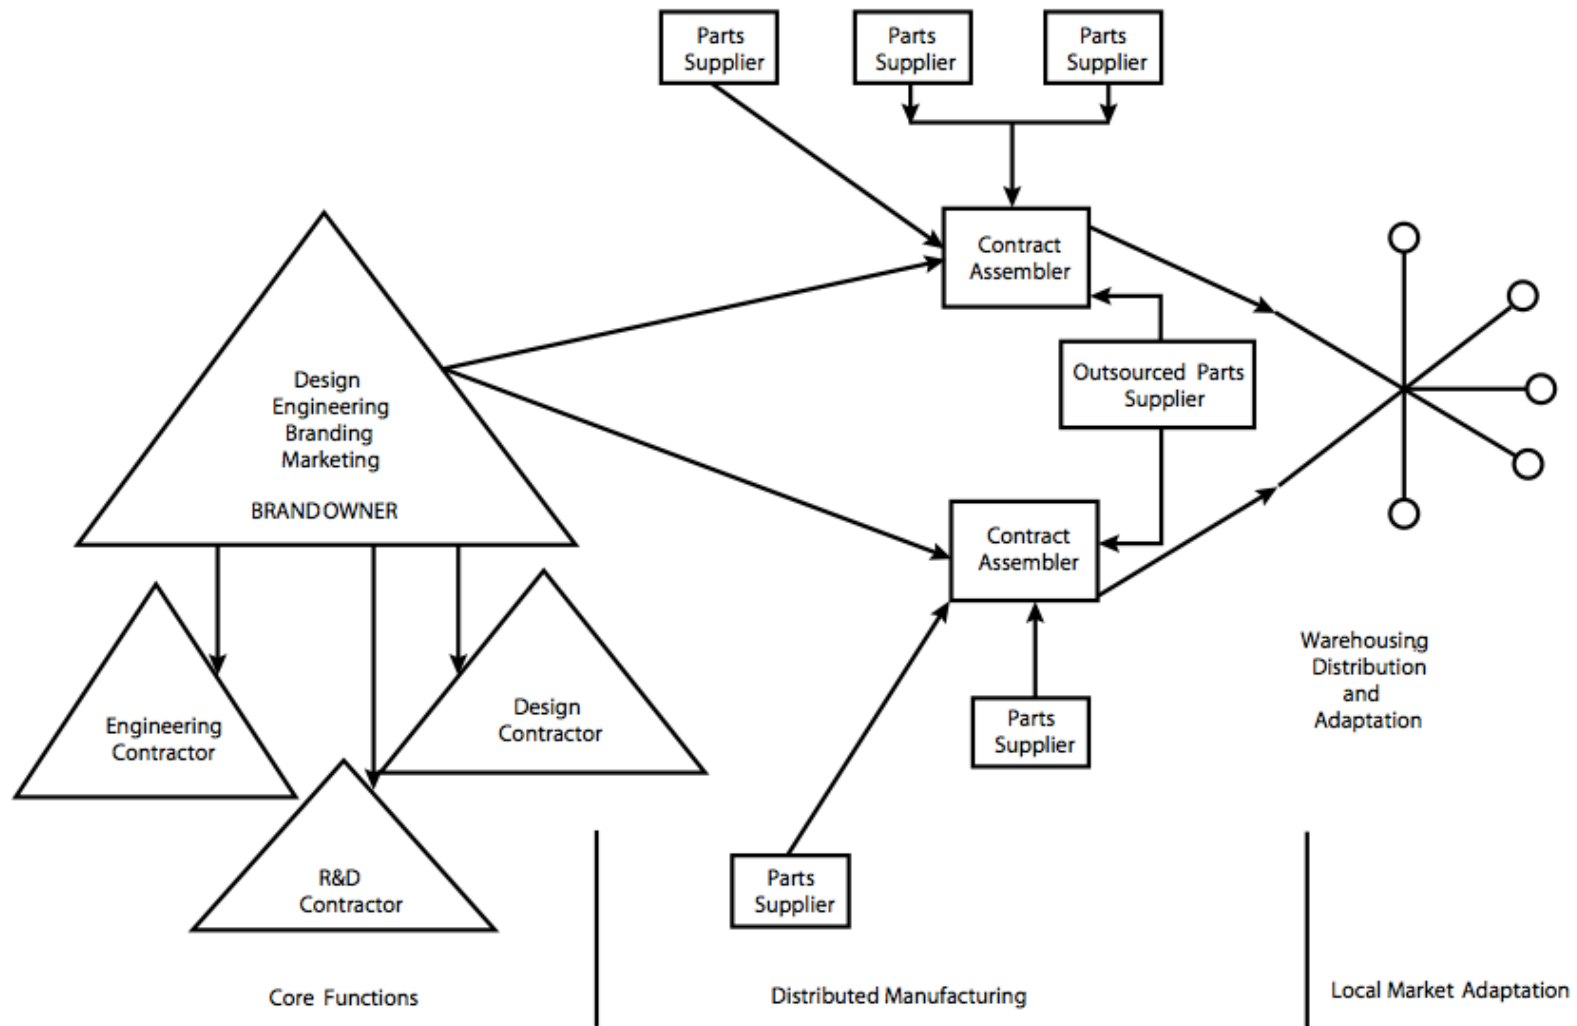 Parts
Supplier
Parts
Supplier
Parts
Supplier
Contract
Assembler
Outsourced Parts
Supplier
Design
Engineering
Branding
Marketing
BRAND OWNER
Contract
Assembler
Engineering
Contractor
Design
Contractor
R&D
Contractor
Parts
Supplier
Parts
Supplier
Warehousing
Distribution
and
Adaptation
Core Functions
Distributed Manufacturing
Local Market Adaptation